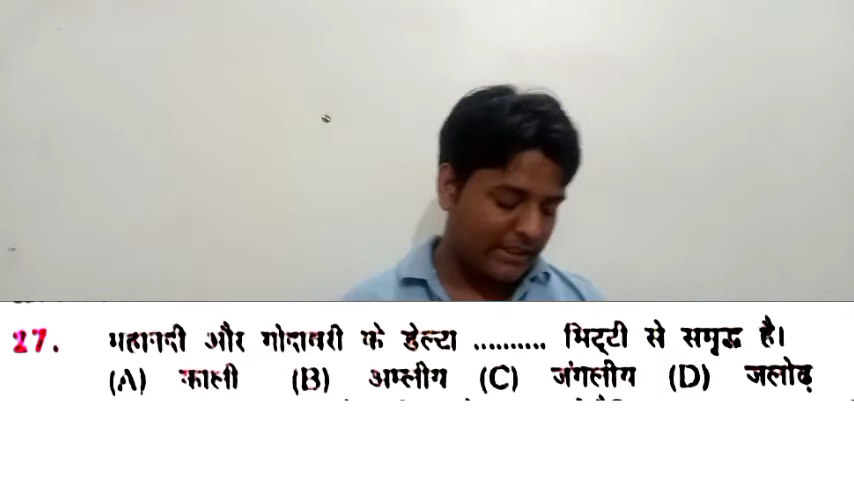 27. महानदी और गोदावरी के डेल्टा .......... मिट्टी से समृद्ध है।
(A) काली (B) अम्लीय (C) जंगलीय (D) जलोढ़